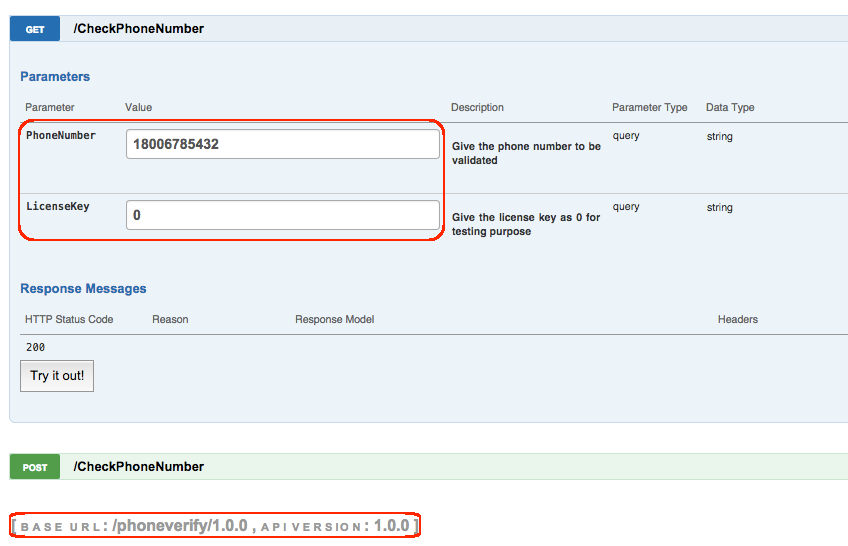 GET /CheckPhoneNumber
Parameters
Parameter Value Description Parameter Type Data Type
PhoneNumber 18006785432 Give the phone number to be query string
validated
LicenseKey 0 Give the license key as 0 for query string
testing purpose
Response Messages
HTTP Status Code Reason Response Model Headers
200
Try it out!
POST /CheckPhoneNumber
[ BASE URL: /phoneverify/1.0.0 , API VERSION: 1.0.0 ]